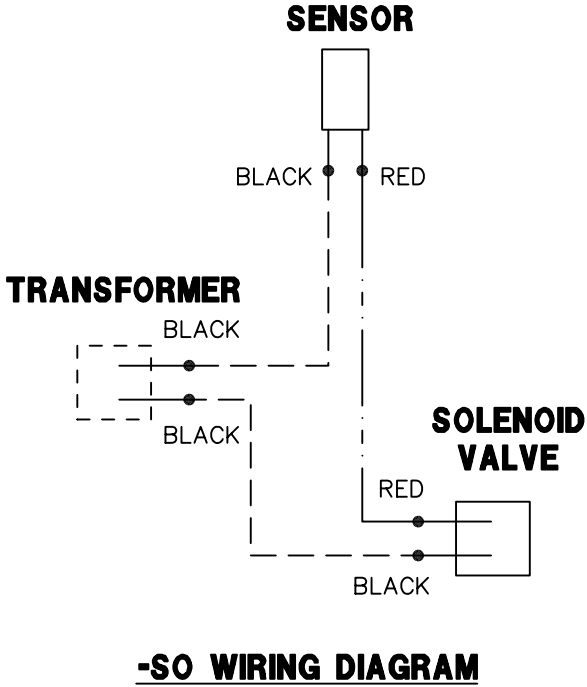 SENSOR
BLACK
RED
TRANSFORMER
BLACK
BLACK
SOLENOID
VALVE
RED
BLACK
-SO WIRING DIAGRAM